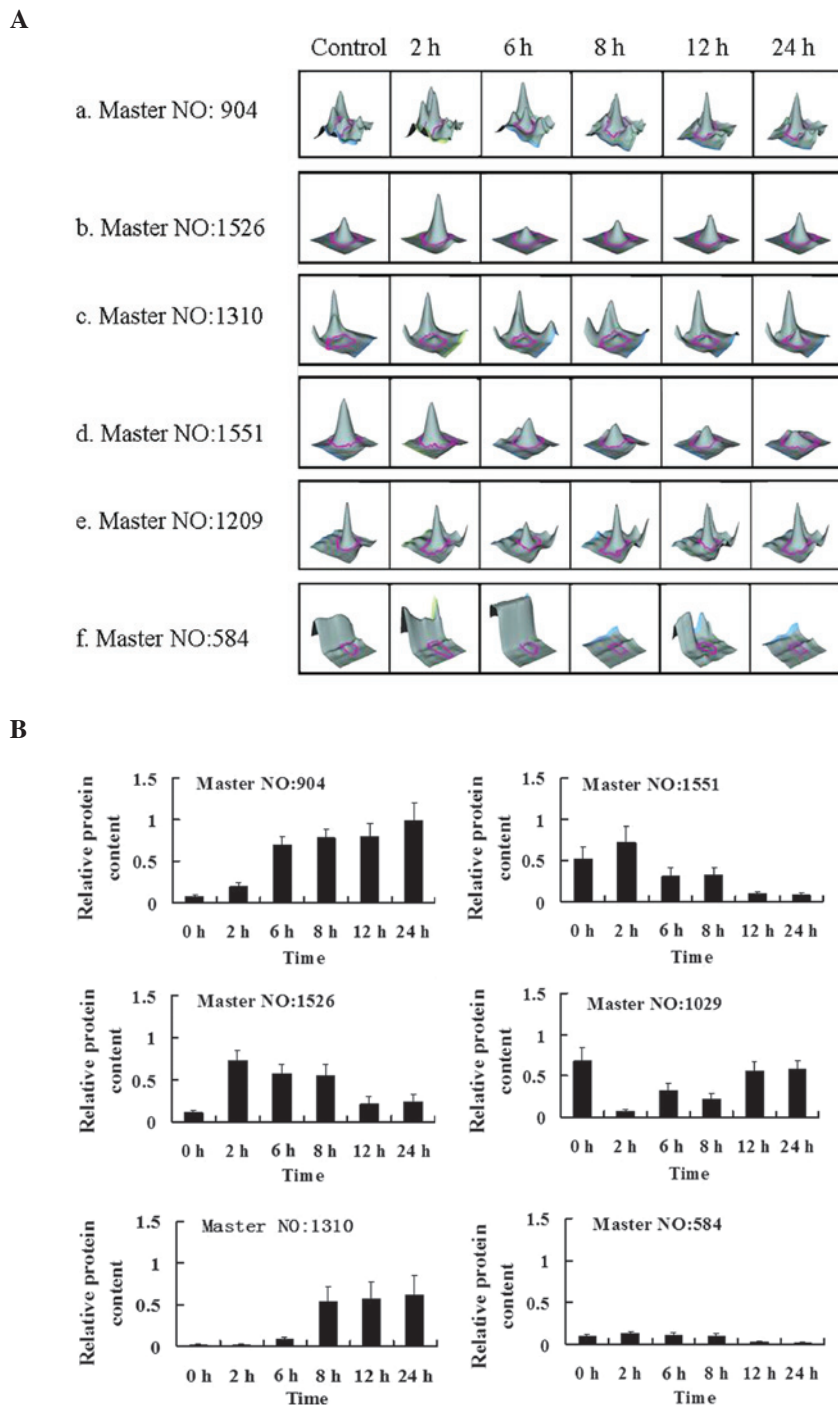 A
Control 2 h 6 h 8 h 12 h 24 h
a. Master NO: 904
b. Master NO:1526
c. Master NO:1310
d. Master NO:1551
e. Master NO:1209
f. Master NO:584
B
Master NO:904
Relative protein
content
1.5
1
0.5
0
0 h 2 h 6 h 8 h 12 h 24 h
Time
Master NO:1551
Relative protein
content
1.5
1
0.5
0
0 h 2 h 6 h 8 h 12 h 24 h
Time
Master NO:1526
Relative protein
content
1.5
1
0.5
0
0 h 2 h 6 h 8 h 12 h 24 h
Time
Master NO:1029
Relative protein
content
1.5
1
0.5
0
0 h 2 h 6 h 8 h 12 h 24 h
Time
Master NO:1310
Relative protein
content
1.5
1
0.5
0
0 h 2 h 6 h 8 h 12 h 24 h
Time
Master NO:584
Relative protein
content
1.5
1
0.5
0
0 h 2 h 6 h 8 h 12 h 24 h
Time